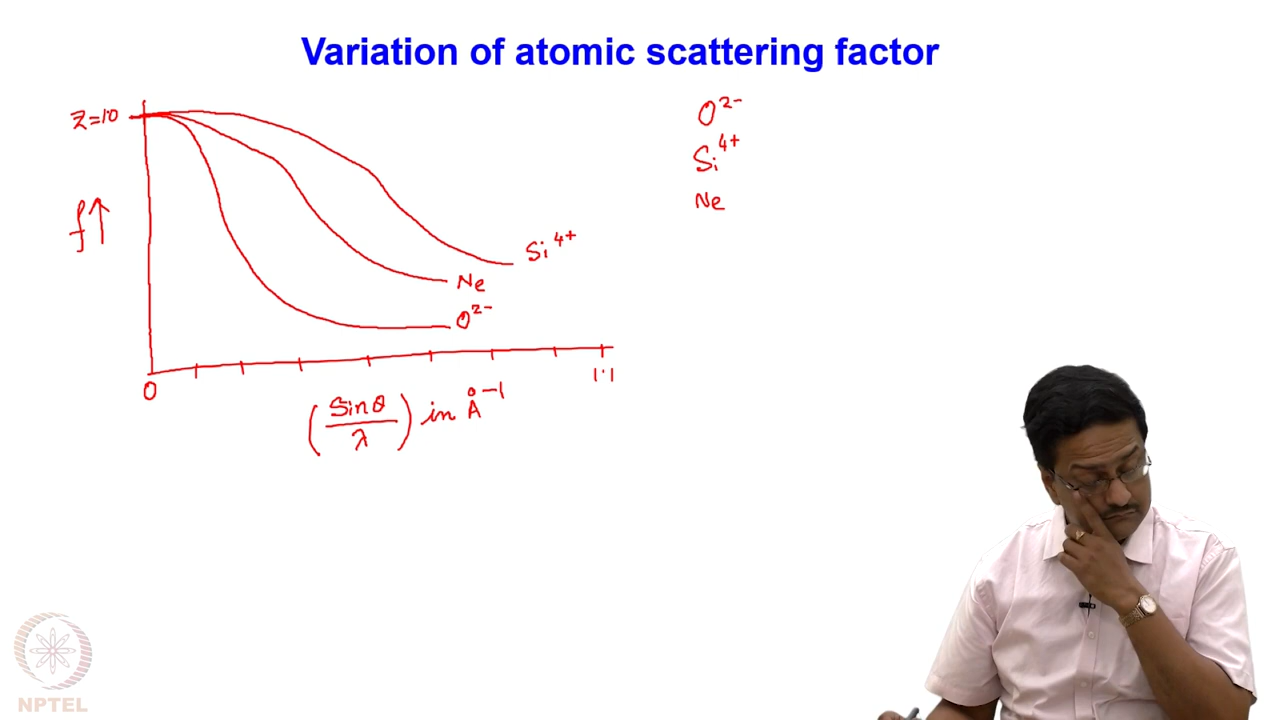 Variation of atomic scattering factor
Z=10
f↑
Si⁴⁺
Ne
O²⁻
0
1.1
(Sinθ/λ) in Å⁻¹
O²⁻
Si⁴⁺
Ne
NPTEL